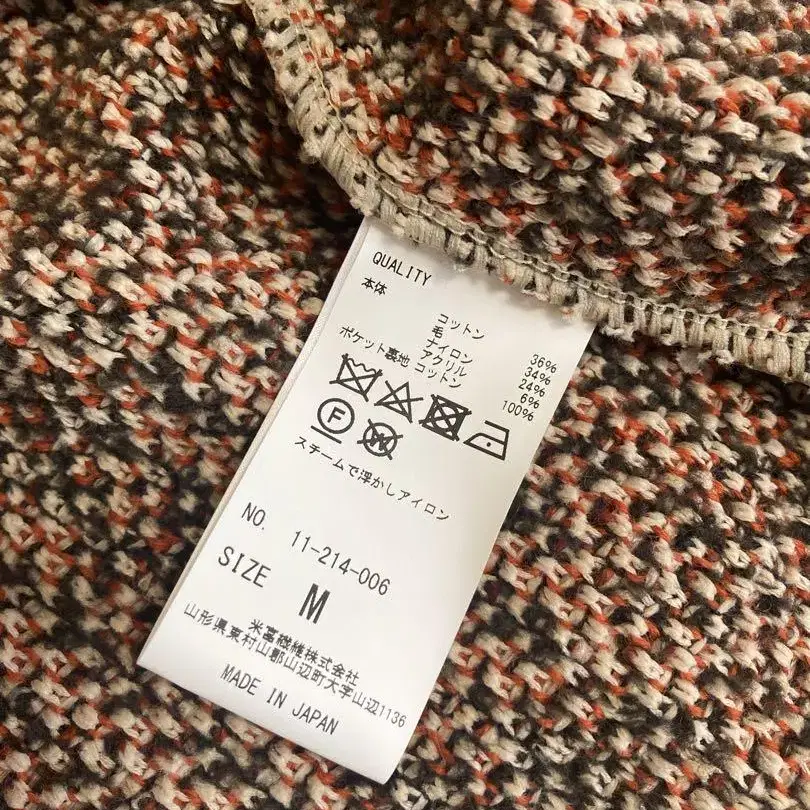 QUALITY
本体
コットン 36%
毛 34%
ナイロン 24%
アクリル 6%
ポケット裏地 コットン 100%
F
W
スチームで浮かしアイロン
NO. 11-214-006
SIZE M
米富繊維株式会社
山形県東村山郡山辺町大字山辺1136
MADE IN JAPAN